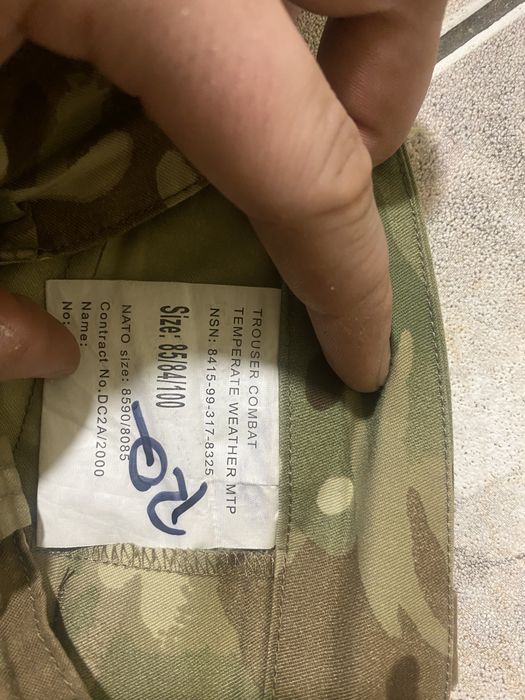 TROUSER COMBAT
TEMPERATE WEATHER MTP
NSN: 8415-99-317-8325
Size: 85/84/100
NATO size: 8590/8085
Contract No.DC2A/2000
Name:
No: